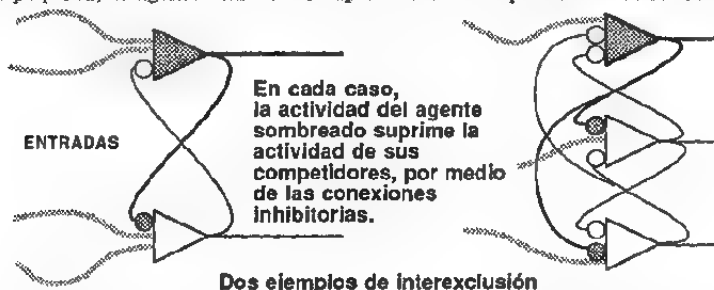 ENTRADAS
En cada caso,
la actividad del agente
sombreado suprime la
actividad de sus
competidores, por medio
de las conexiones
inhibitorias.
Dos ejemplos de interexclusión